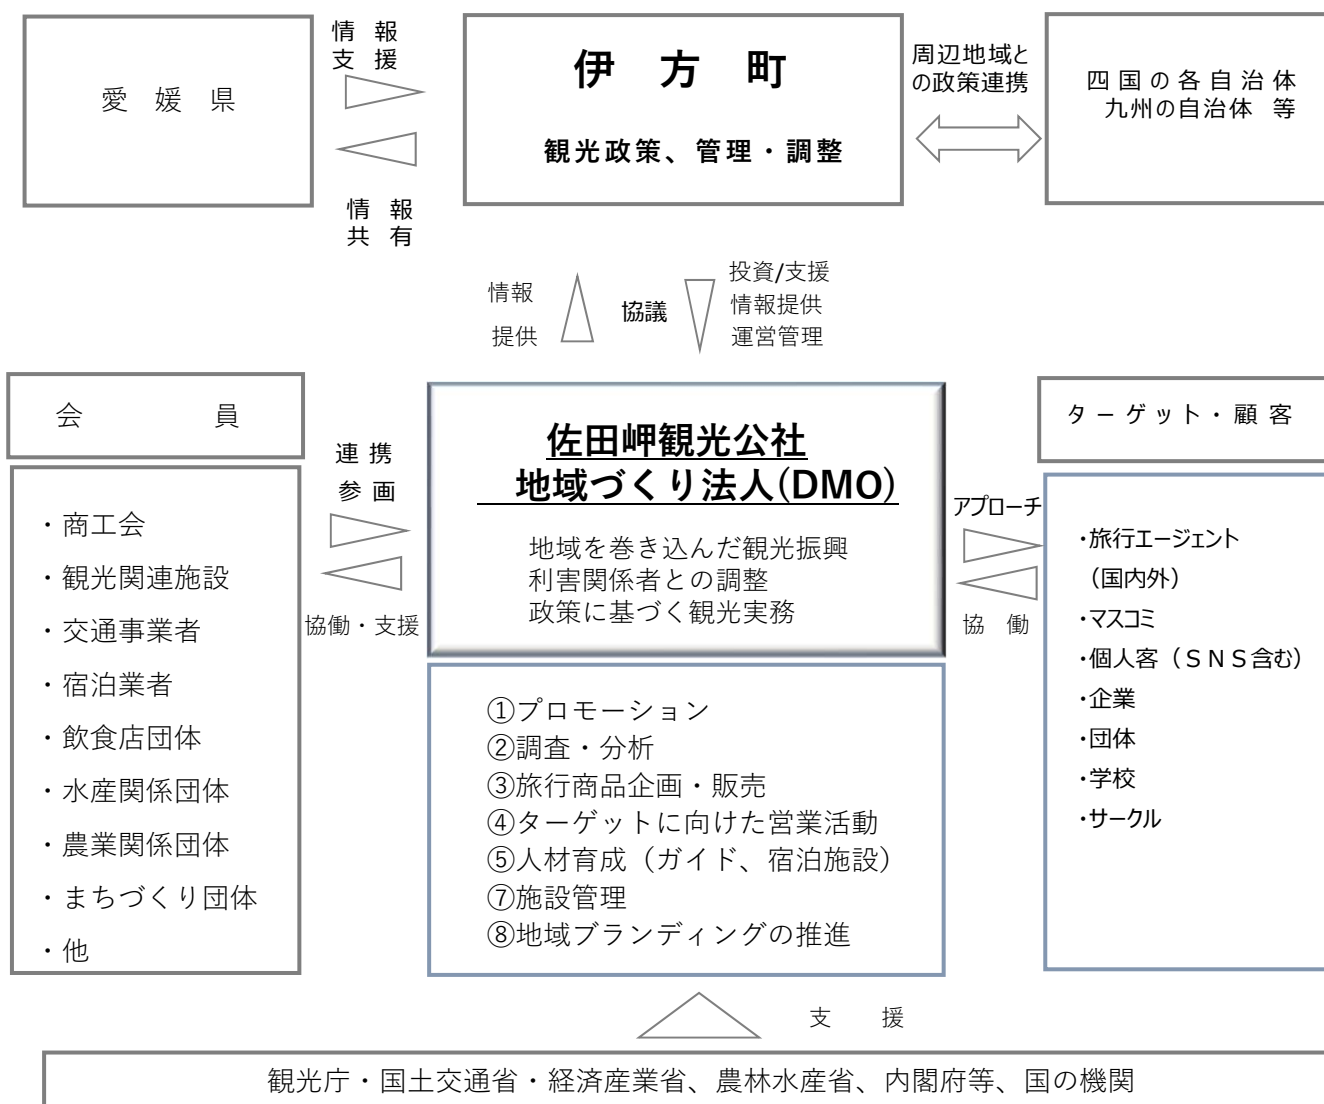 愛 媛 県
情 報
支 援
情 報
共 有
伊 方 町
観光政策、管理・調整
周辺地域と
の政策連携
四国の各自治体
九州の自治体 等
情報
提供
協議
投資/支援
情報提供
運営管理
会 員
・商工会
・観光関連施設
・交通事業者
・宿泊業者
・飲食店団体
・水産関係団体
・農業関係団体
・まちづくり団体
・他
連 携
参 画
協働・支援
佐田岬観光公社
地域づくり法人(DMO)
地域を巻き込んだ観光振興
利害関係者との調整
政策に基づく観光実務
①プロモーション
②調査・分析
③旅行商品企画・販売
④ターゲットに向けた営業活動
⑤人材育成（ガイド、宿泊施設）
⑦施設管理
⑧地域ブランディングの推進
アプローチ
協 働
ターゲット・顧客
・旅行エージェント
（国内外）
・マスコミ
・個人客（ＳＮＳ含む）
・企業
・団体
・学校
・サークル
支 援
観光庁・国土交通省・経済産業省、農林水産省、内閣府等、国の機関